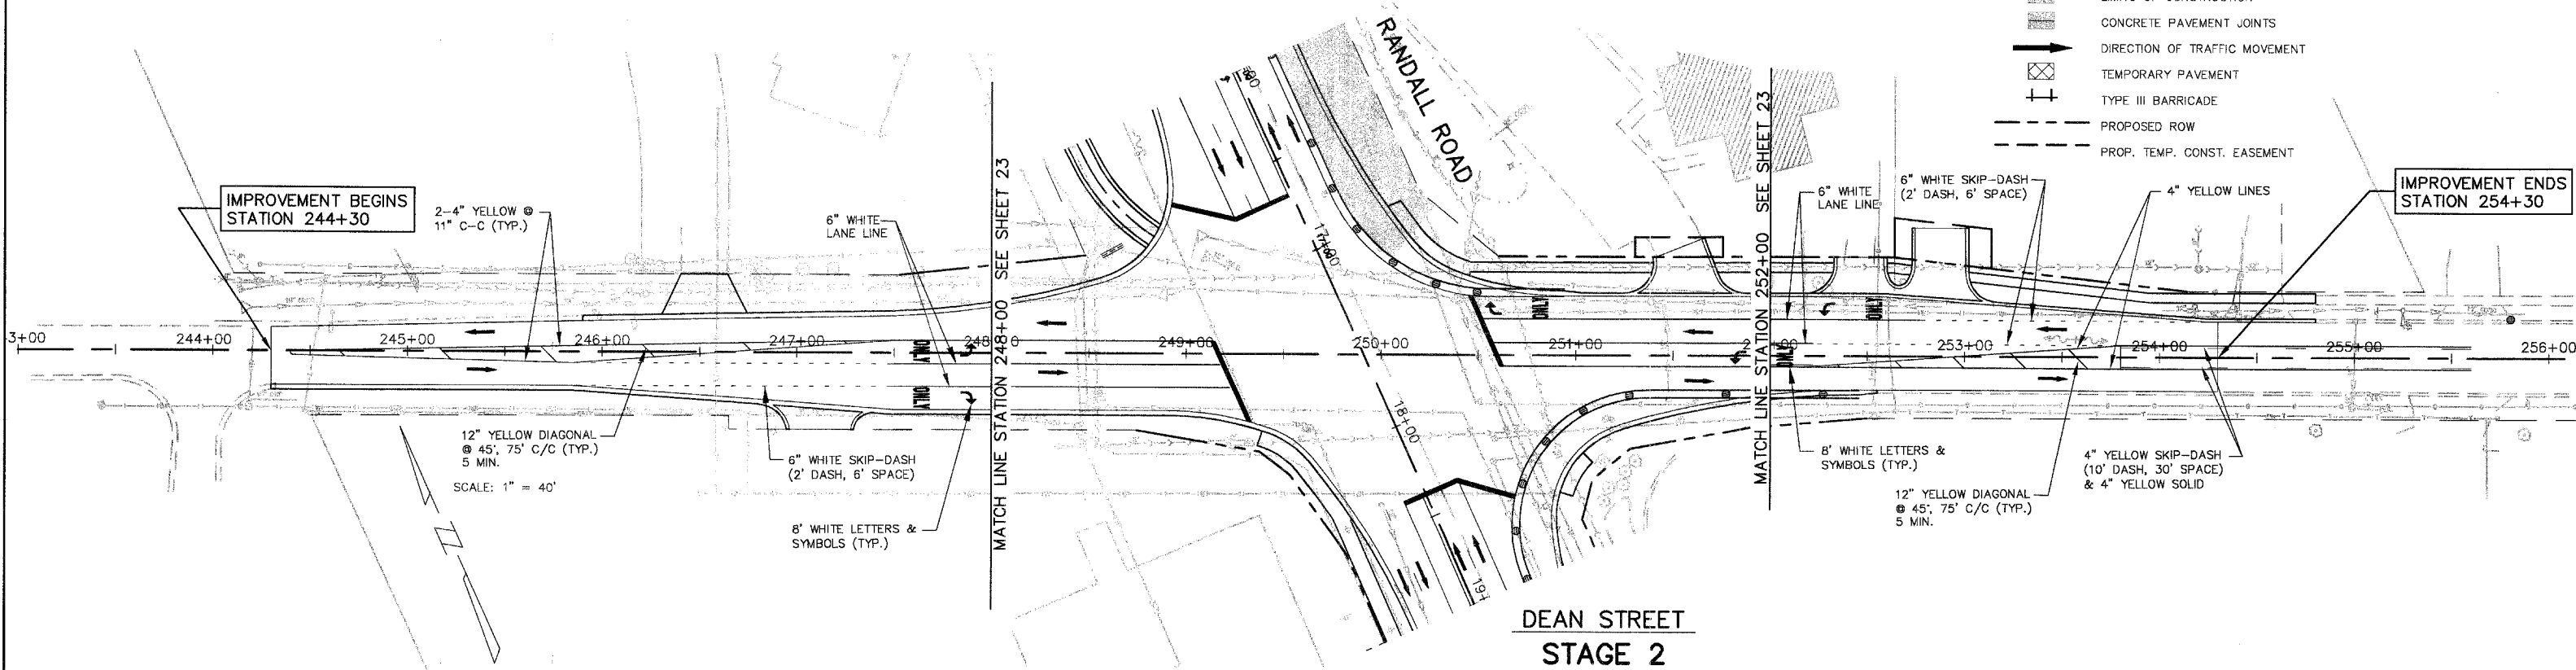 CONCRETE PAVEMENT JOINTS
DIRECTION OF TRAFFIC MOVEMENT
TEMPORARY PAVEMENT
TYPE III BARRICADE
PROPOSED ROW
PROP. TEMP. CONST. EASEMENT
RANDALL ROAD
IMPROVEMENT BEGINS
STATION 244+30
2-4" YELLOW @
11" C-C (TYP.)
6" WHITE
LANE LINE
MATCH LINE STATION 248+00 SEE SHEET 23
MATCH LINE STATION 252+00 SEE SHEET 23
6" WHITE
LANE LINE
6" WHITE SKIP-DASH
(2' DASH, 6' SPACE)
4" YELLOW LINES
IMPROVEMENT ENDS
STATION 254+30
3+00
244+00
245+00
246+00
247+00
249+00
250+00
251+00
253+00
254+00
255+00
256+00
18+00
ONLY
ONLY
ONLY
ONLY
ONLY
12" YELLOW DIAGONAL
@ 45°, 75' C/C (TYP.)
5 MIN.
SCALE: 1" = 40'
6" WHITE SKIP-DASH
(2' DASH, 6' SPACE)
8' WHITE LETTERS &
SYMBOLS (TYP.)
8' WHITE LETTERS &
SYMBOLS (TYP.)
12" YELLOW DIAGONAL
@ 45°, 75' C/C (TYP.)
5 MIN.
4" YELLOW SKIP-DASH
(10' DASH, 30' SPACE)
& 4" YELLOW SOLID
DEAN STREET
STAGE 2